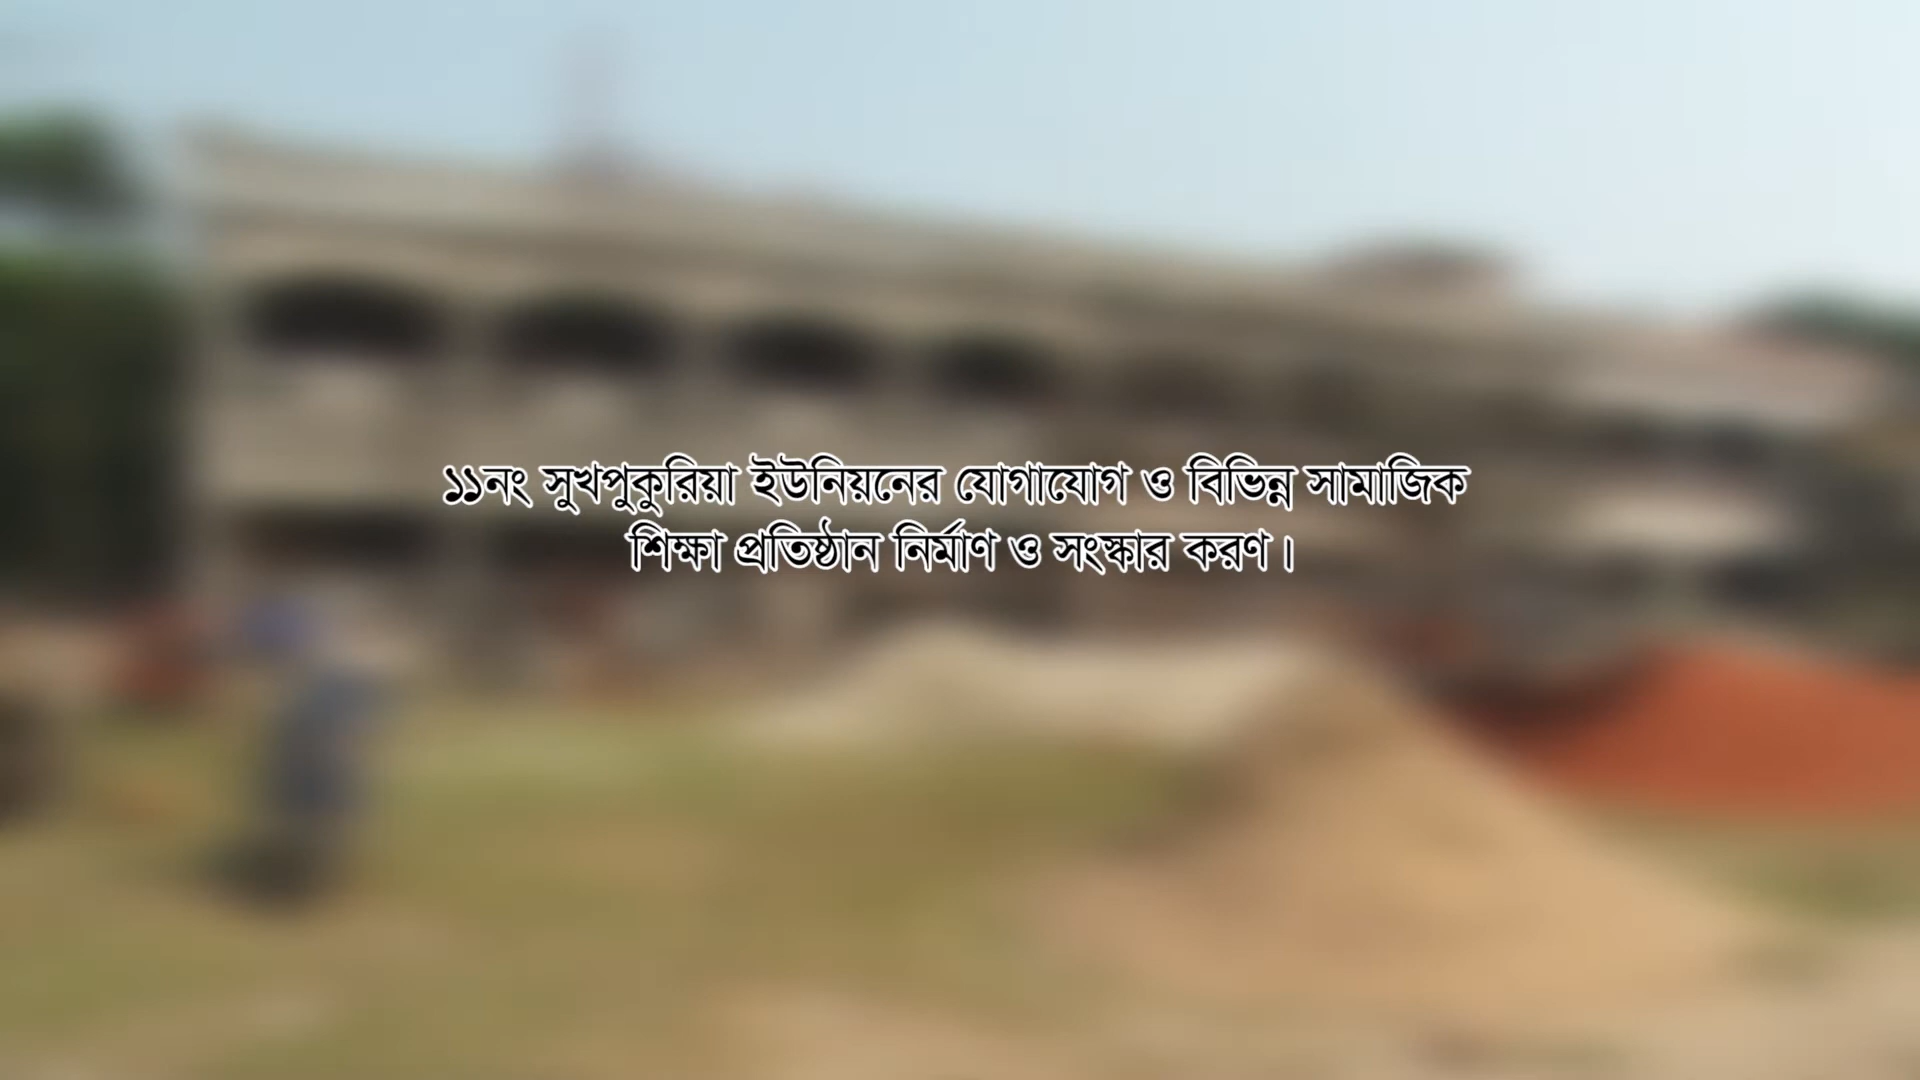 ১১নং সুখপুকুরিয়া ইউনিয়নের যোগাযোগ ও বিভিন্ন সামাজিক
শিক্ষা প্রতিষ্ঠান নির্মাণ ও সংস্কার করণ।